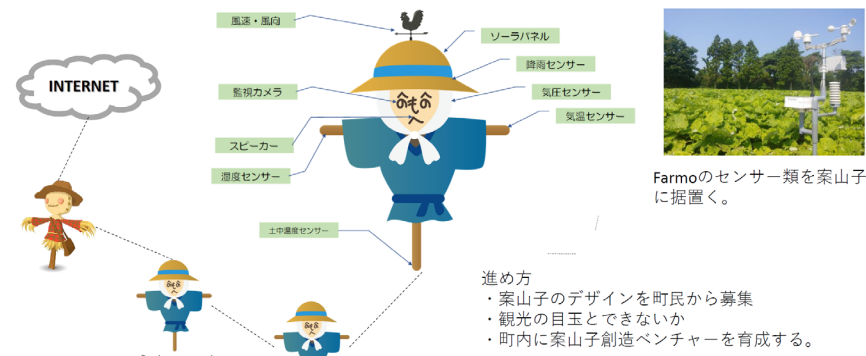 風速・風向
ソーラパネル
降雨センサー
INTERNET
監視カメラ
気圧センサー
気温センサー
スピーカー
湿度センサー
Farmoのセンサー類を案山子
に据置く。
土中温度センサー
進め方
・案山子のデザインを町民から募集
・観光の目玉とできないか
・町内に案山子創造ベンチャーを育成する。